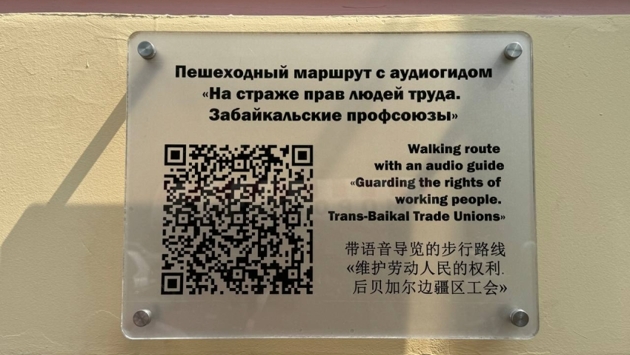 Пешеходный маршрут с аудиогидом
«На страже прав людей труда.
Забайкальские профсоюзы»
Walking route
with an audio guide
«Guarding the rights of
working people.
Trans-Baikal Trade Unions»
带语音导览的步行路线
«维护劳动人民的权利.
后贝加尔边疆区工会»